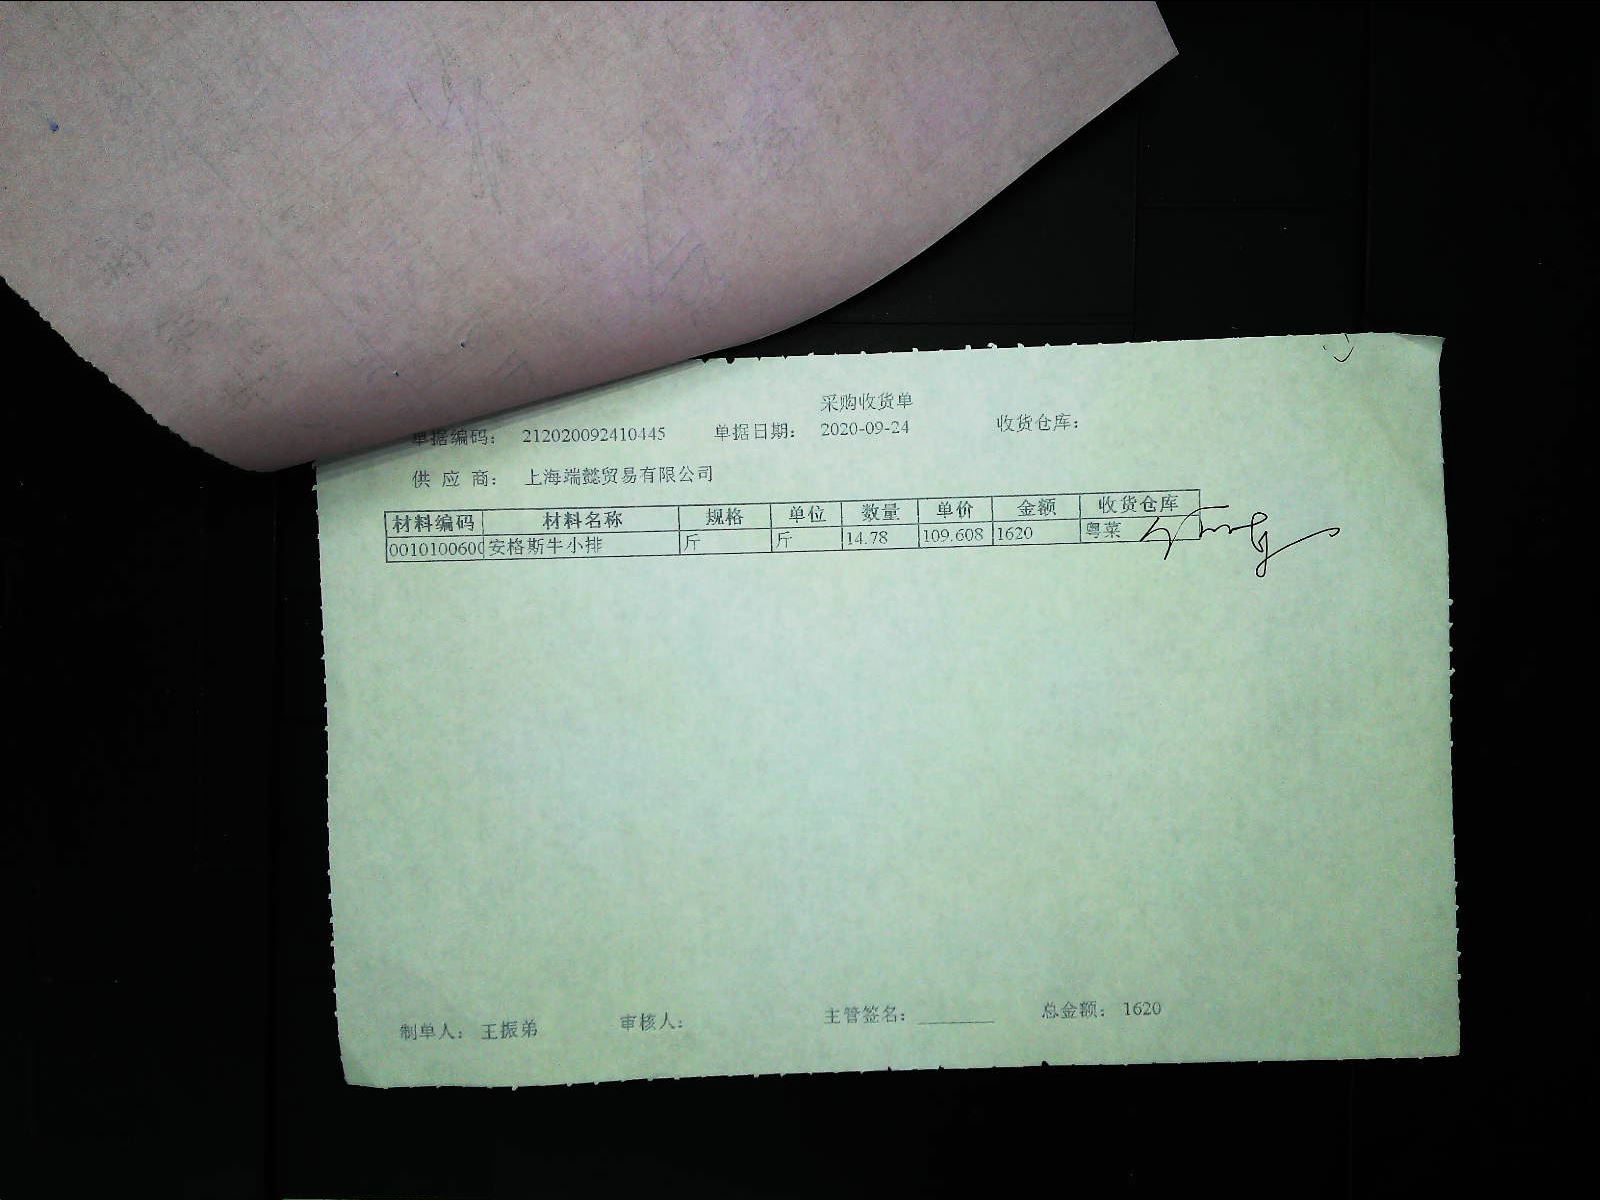 采购收货单
单据编码： 212020092410445 单据日期： 2020-09-24 收货仓库：
供 应 商： 上海端懿贸易有限公司
材料编码 材料名称 规格 单位 数量 单价 金额 收货仓库
0010100600 安格斯牛小排 斤 斤 14.78 109.608 1620 粤菜
制单人： 王振弟 审核人： 主管签名： ________ 总金额： 1620